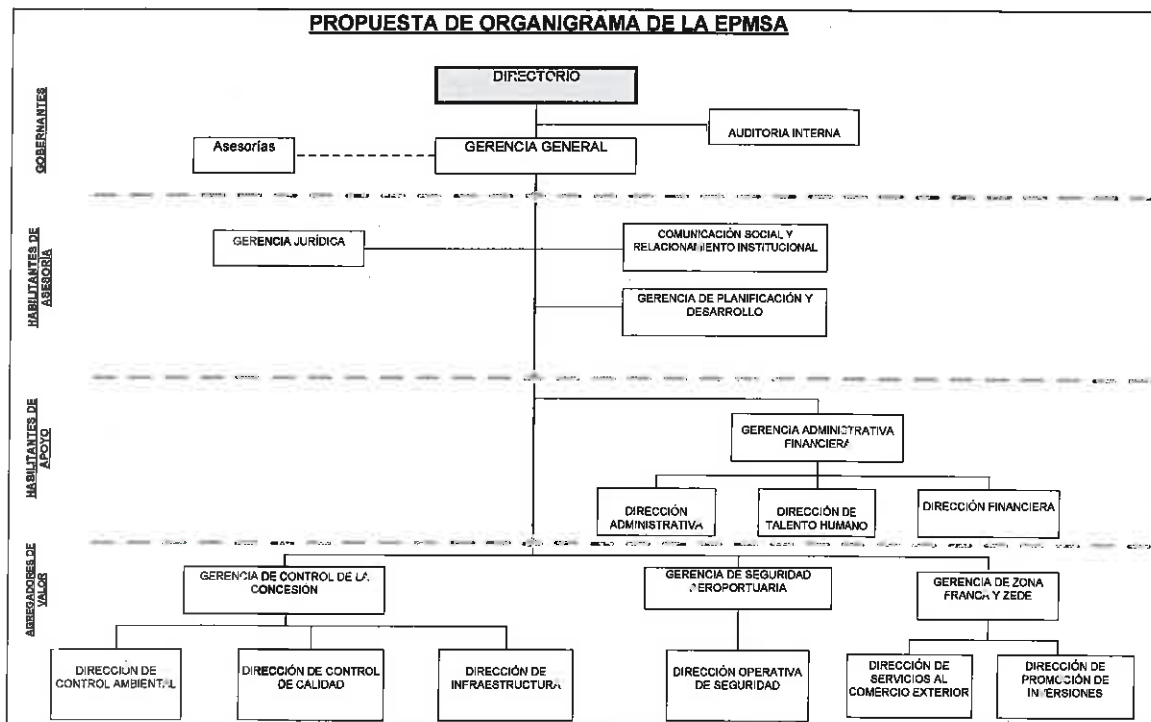 PROPUESTA DE ORGANIGRAMA DE LA EPMSA
GOBERNANTES
DIRECTORIO
AUDITORIA INTERNA
Asesorías
GERENCIA GENERAL
HABILITANTES DE
ASESORÍA
GERENCIA JURÍDICA
COMUNICACIÓN SOCIAL Y
RELACIONAMIENTO INSTITUCIONAL
GERENCIA DE PLANIFICACIÓN Y
DESARROLLO
HABILITANTES DE
APOYO
GERENCIA ADMINISTRATIVA
FINANCIERA
DIRECCIÓN
ADMINISTRATIVA
DIRECCIÓN DE
TALENTO HUMANO
DIRECCIÓN FINANCIERA
AGREGADORES DE
VALOR
GERENCIA DE CONTROL DE LA
CONCESIÓN
GERENCIA DE SEGURIDAD
AEROPORTUARIA
GERENCIA DE ZONA
FRANCA Y ZEDE
DIRECCIÓN DE
CONTROL AMBIENTAL
DIRECCIÓN DE CONTROL
DE CALIDAD
DIRECCIÓN DE
INFRAESTRUCTURA
DIRECCIÓN OPERATIVA
DE SEGURIDAD
DIRECCIÓN DE
SERVICIOS AL
COMERCIO EXTERIOR
DIRECCIÓN DE
PROMOCIÓN DE
INVERSIONES